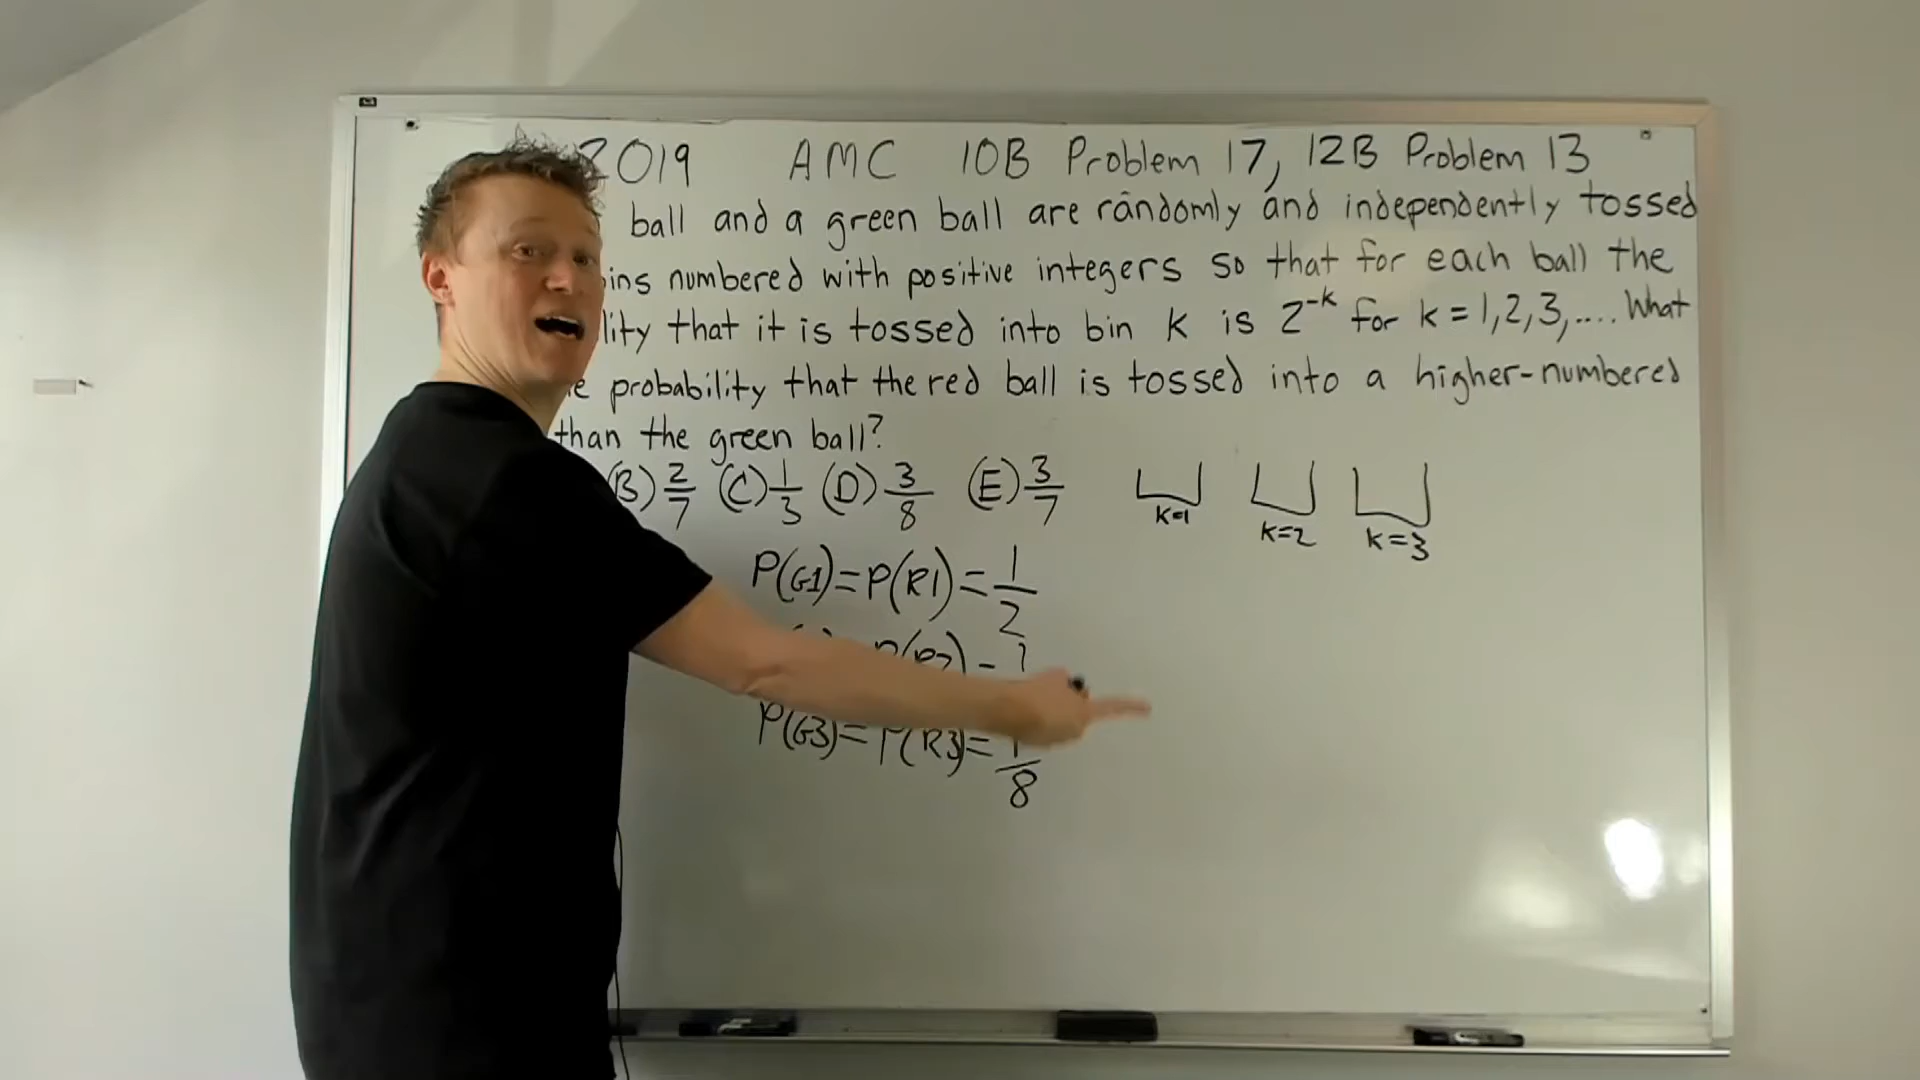 2019 AMC 10B Problem 17, 12B Problem 13
ball and a green ball are randomly and independently tossed
ins numbered with positive integers so that for each ball the
lity that it is tossed into bin k is 2^-k for k = 1,2,3,.... What
e probability that the red ball is tossed into a higher-numbered
than the green ball?
(B) 2/7 (C) 1/3 (D) 3/8 (E) 3/7
k=1 k=2 k=3
P(G1)=P(R1)=1/2
P(R2)=1
P(G3)=P(R3)=1/8